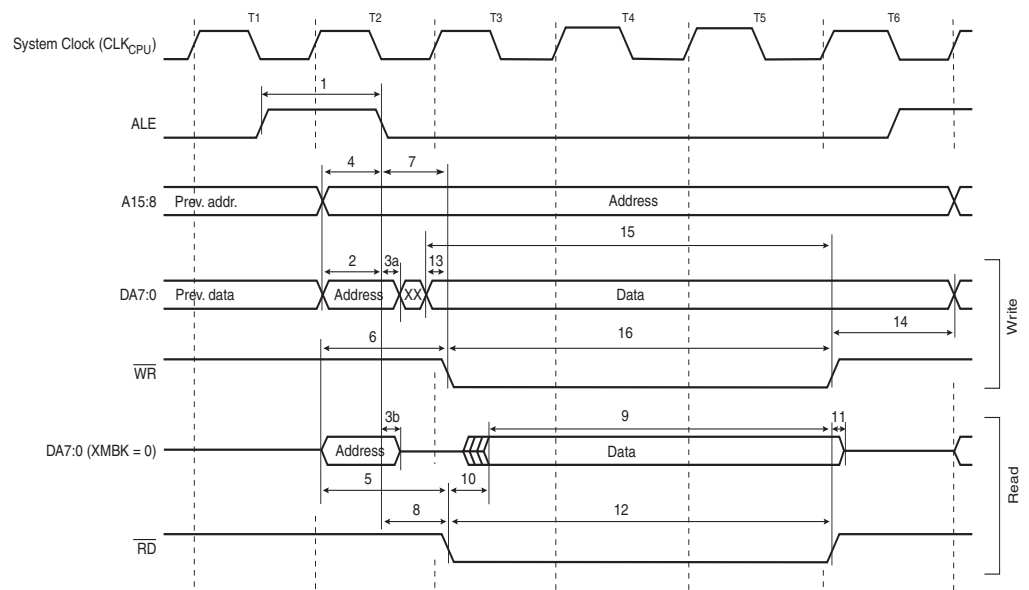 T1 T2 T3 T4 T5 T6
System Clock (CLKCPU)
1
ALE
4 7
A15:8 Prev. addr. Address
15
2 3a 13
DA7:0 Prev. data Address XX Data
14
6 16
WR
Write
3b 9 11
DA7:0 (XMBK = 0) Address Data
5 10
8 12
RD
Read